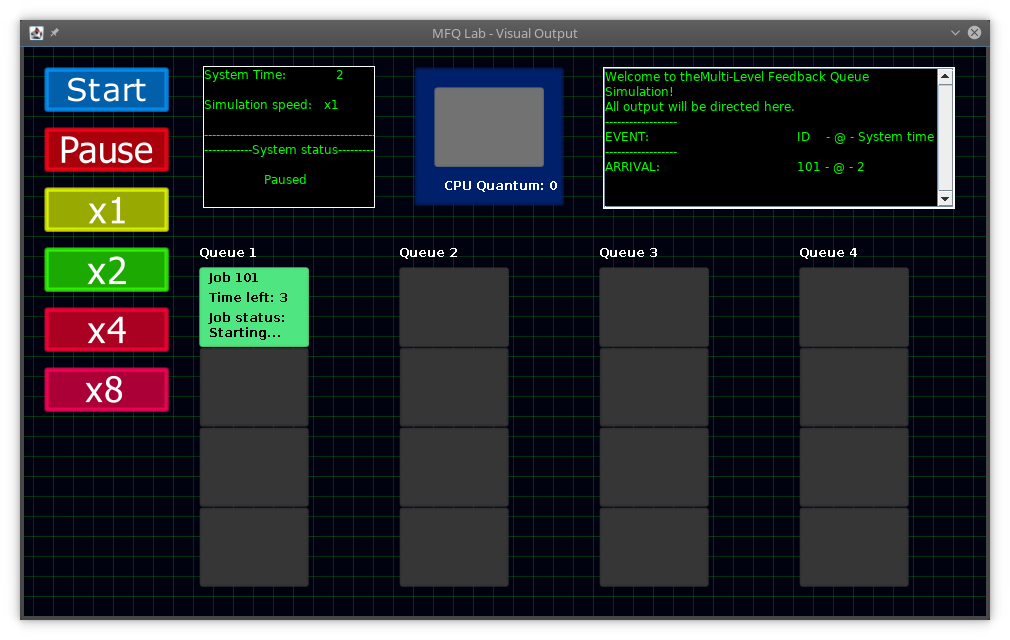 MFQ Lab - Visual Output
Start
Pause
x1
x2
x4
x8
System Time: 2
Simulation speed: x1
------------------------------------------
------------System status---------
Paused
CPU Quantum: 0
Welcome to theMulti-Level Feedback Queue
Simulation!
All output will be directed here.
------------------
EVENT: ID - @ - System time
------------------
ARRIVAL: 101 - @ - 2
Queue 1
Queue 2
Queue 3
Queue 4
Job 101
Time left: 3
Job status:
Starting...